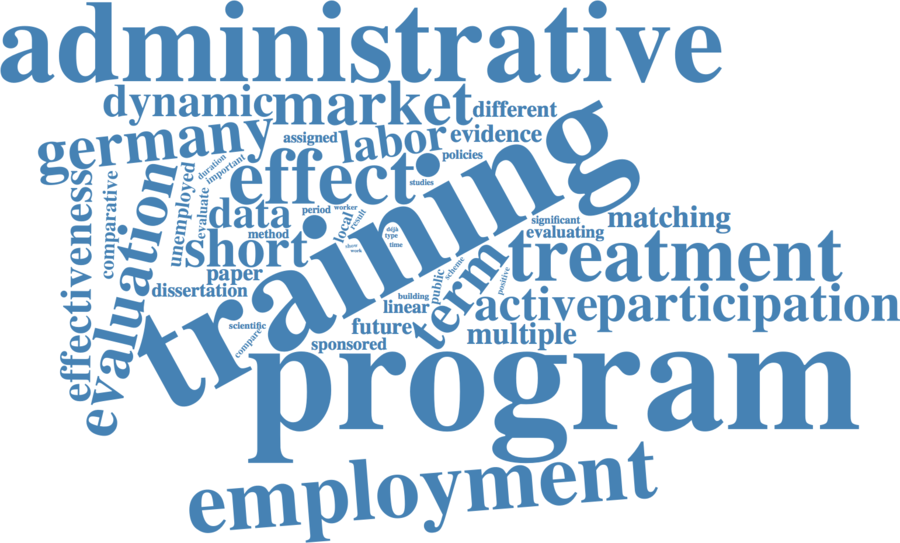 administrative
dynamic
market
different
germany
assigned
labor
evidence
policies
duration
important
effect
studies
training
effectiveness
comparative
evaluation
unemployed
evaluate
data
period
worker
local
result
method
short
déjà
type
time
show
work
significant
evaluating
matching
paper
dissertation
term
public
scheme
positive
treatment
building
linear
active
participation
scientific
compare
future
sponsored
multiple
program
employment